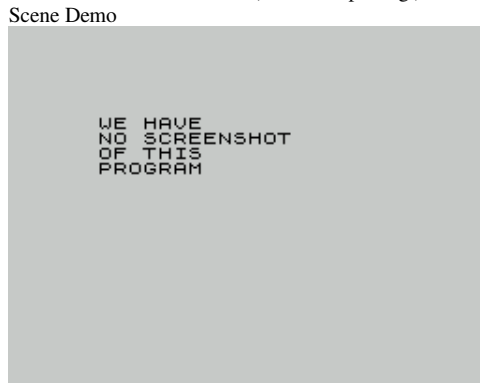 Scene Demo
WE HAVE
NO SCREENSHOT
OF THIS
PROGRAM